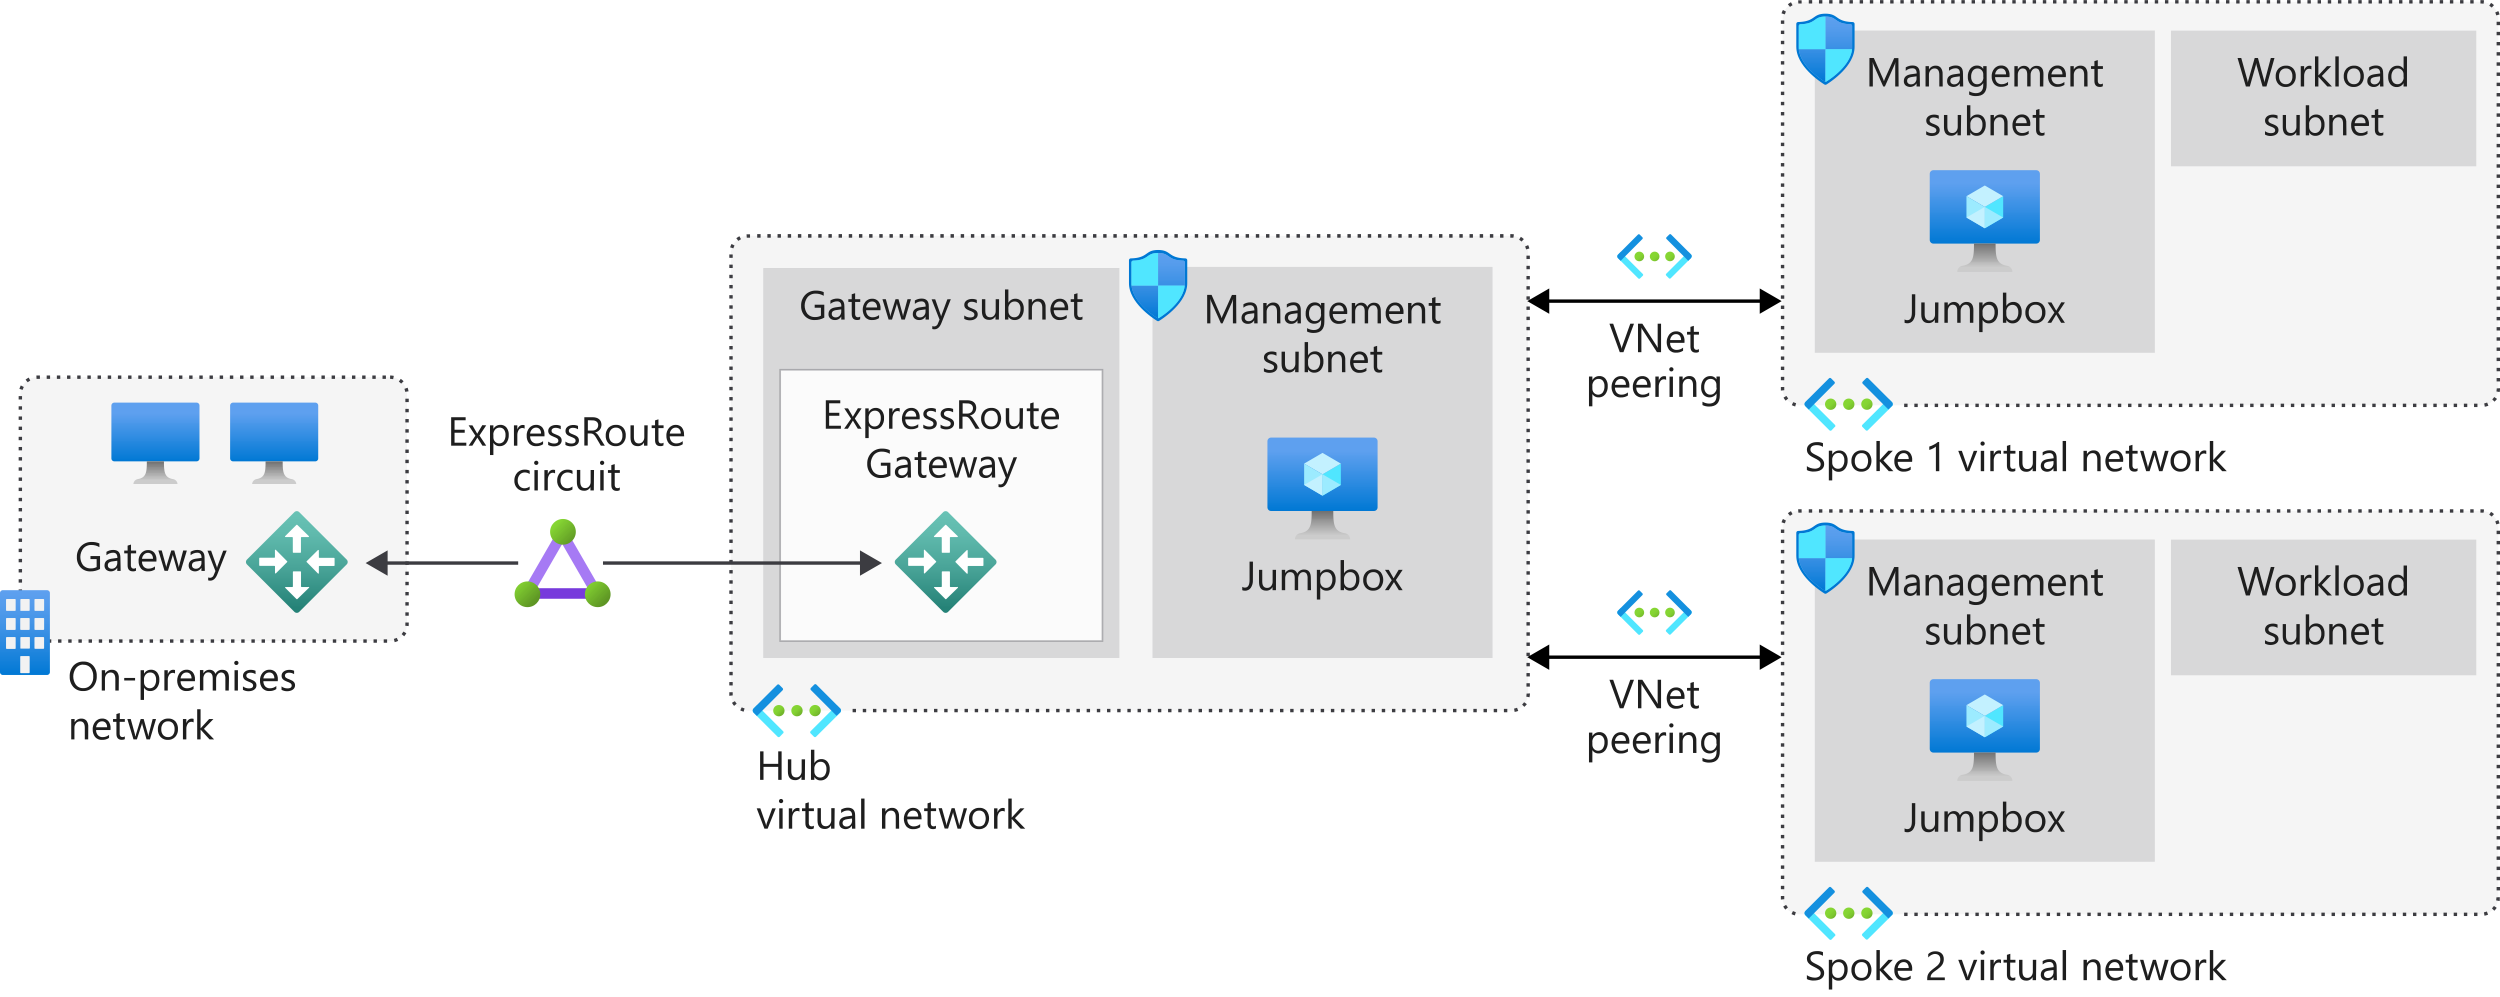 Gateway
On-premises
network
ExpressRoute
circuit
Gateway subnet
ExpressRoute
Gateway
Management
subnet
Jumpbox
Hub
virtual network
VNet
peering
VNet
peering
Management
subnet
Jumpbox
Workload
subnet
Spoke 1 virtual network
Management
subnet
Jumpbox
Workload
subnet
Spoke 2 virtual network